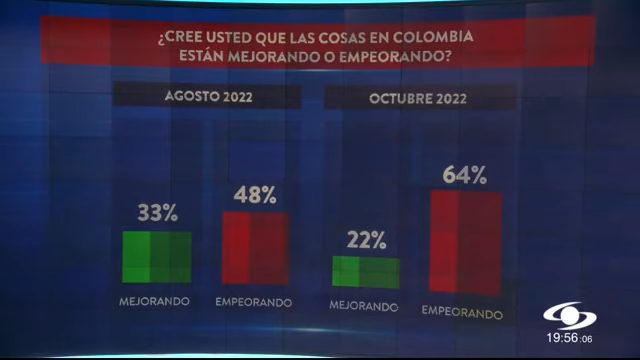 ¿CREE USTED QUE LAS COSAS EN COLOMBIA
ESTÁN MEJORANDO O EMPEORANDO?
AGOSTO 2022
OCTUBRE 2022
33%
48%
22%
64%
MEJORANDO
EMPEORANDO
MEJORANDO
EMPEORANDO
19:56:06